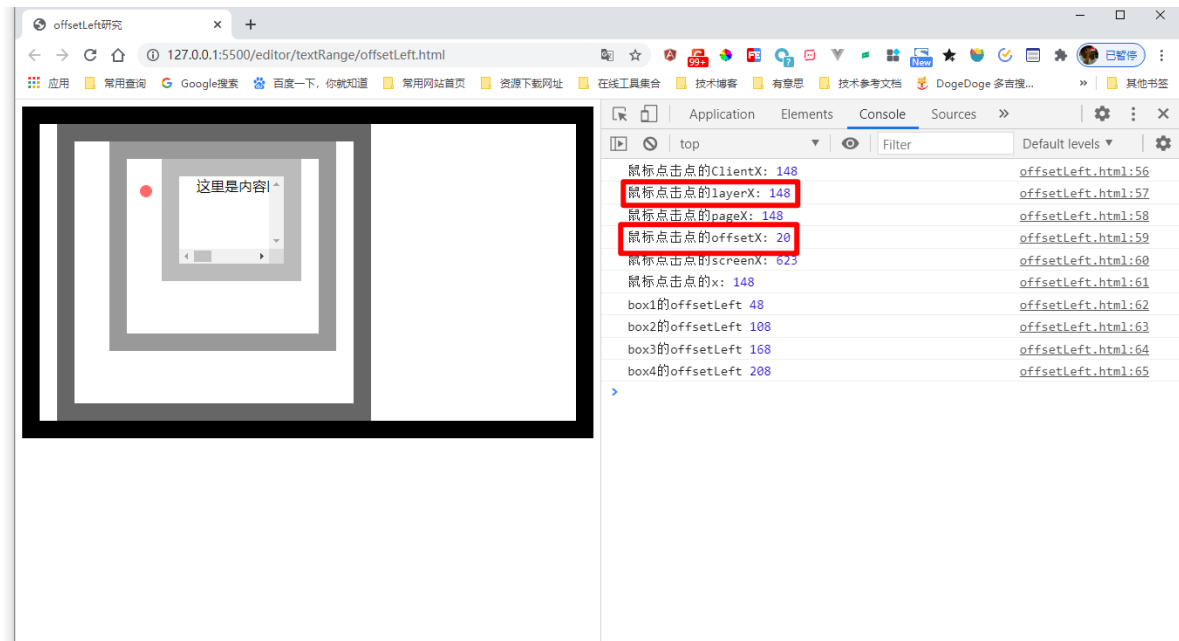 offsetLeft研究
127.0.0.1:5500/editor/textRange/offsetLeft.html
99+
FE
New
已暂停
应用 常用查询 Google搜索 百度一下，你就知道 常用网站首页 资源下载网址 在线工具集合 技术博客 有意思 技术参考文档 DogeDoge 多吉搜... » 其他书签
这里是内容
Application Elements Console Sources »
top Filter Default levels
鼠标点击点的ClientX: 148 offsetLeft.html:56
鼠标点击点的layerX: 148 offsetLeft.html:57
鼠标点击点的pageX: 148 offsetLeft.html:58
鼠标点击点的offsetX: 20 offsetLeft.html:59
鼠标点击点的screenX: 623 offsetLeft.html:60
鼠标点击点的x: 148 offsetLeft.html:61
box1的offsetLeft 48 offsetLeft.html:62
box2的offsetLeft 108 offsetLeft.html:63
box3的offsetLeft 168 offsetLeft.html:64
box4的offsetLeft 208 offsetLeft.html:65